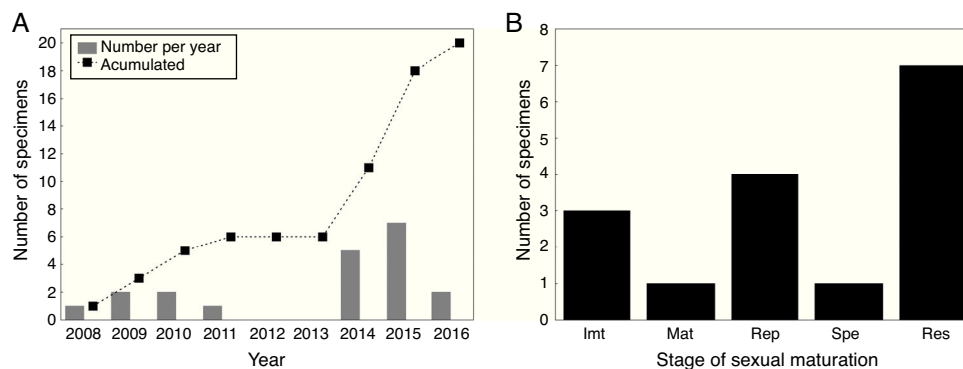 A
Number of specimens
20
18
16
14
12
10
8
6
4
2
0
Number per year
Acumulated
2008 2009 2010 2011 2012 2013 2014 2015 2016
Year
B
Number of specimens
8
7
6
5
4
3
2
1
0
Imt Mat Rep Spe Res
Stage of sexual maturation